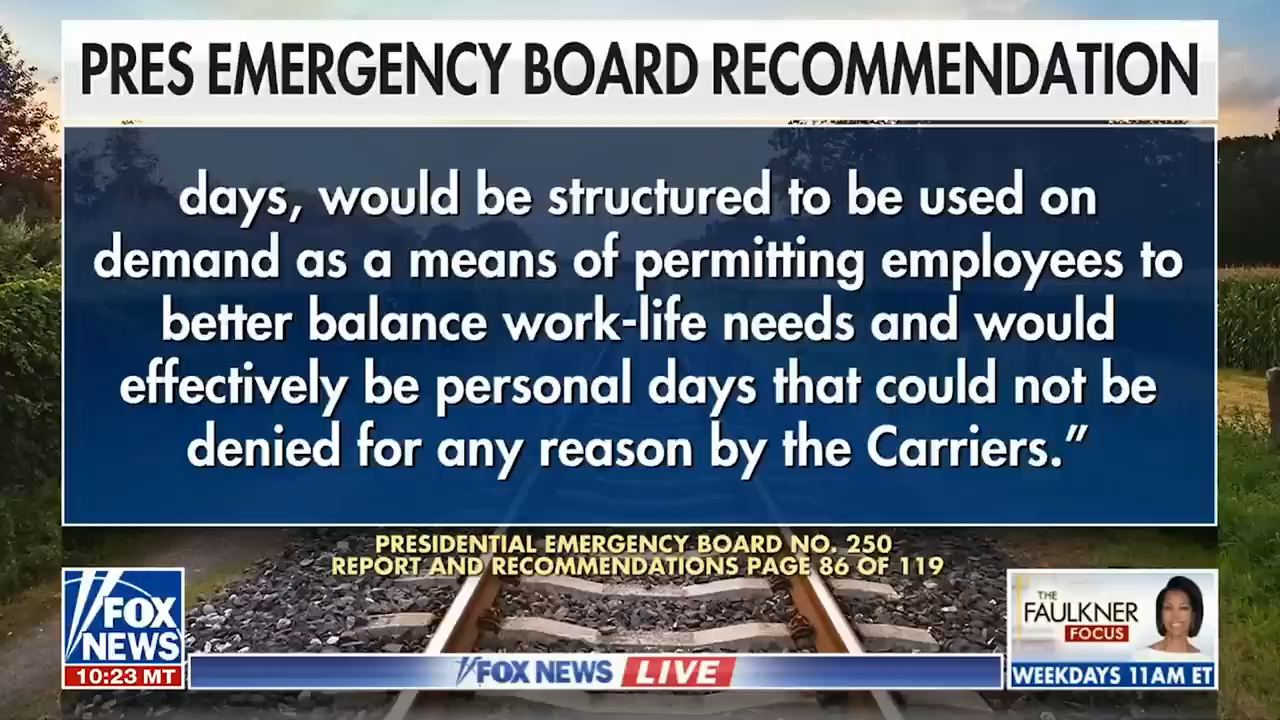 PRES EMERGENCY BOARD RECOMMENDATION
days, would be structured to be used on
demand as a means of permitting employees to
better balance work-life needs and would
effectively be personal days that could not be
denied for any reason by the Carriers.”
PRESIDENTIAL EMERGENCY BOARD NO. 250
REPORT AND RECOMMENDATIONS PAGE 86 OF 119
FOX
NEWS
10:23 MT
FOX NEWS LIVE
THE
FAULKNER
FOCUS
WEEKDAYS 11AM ET